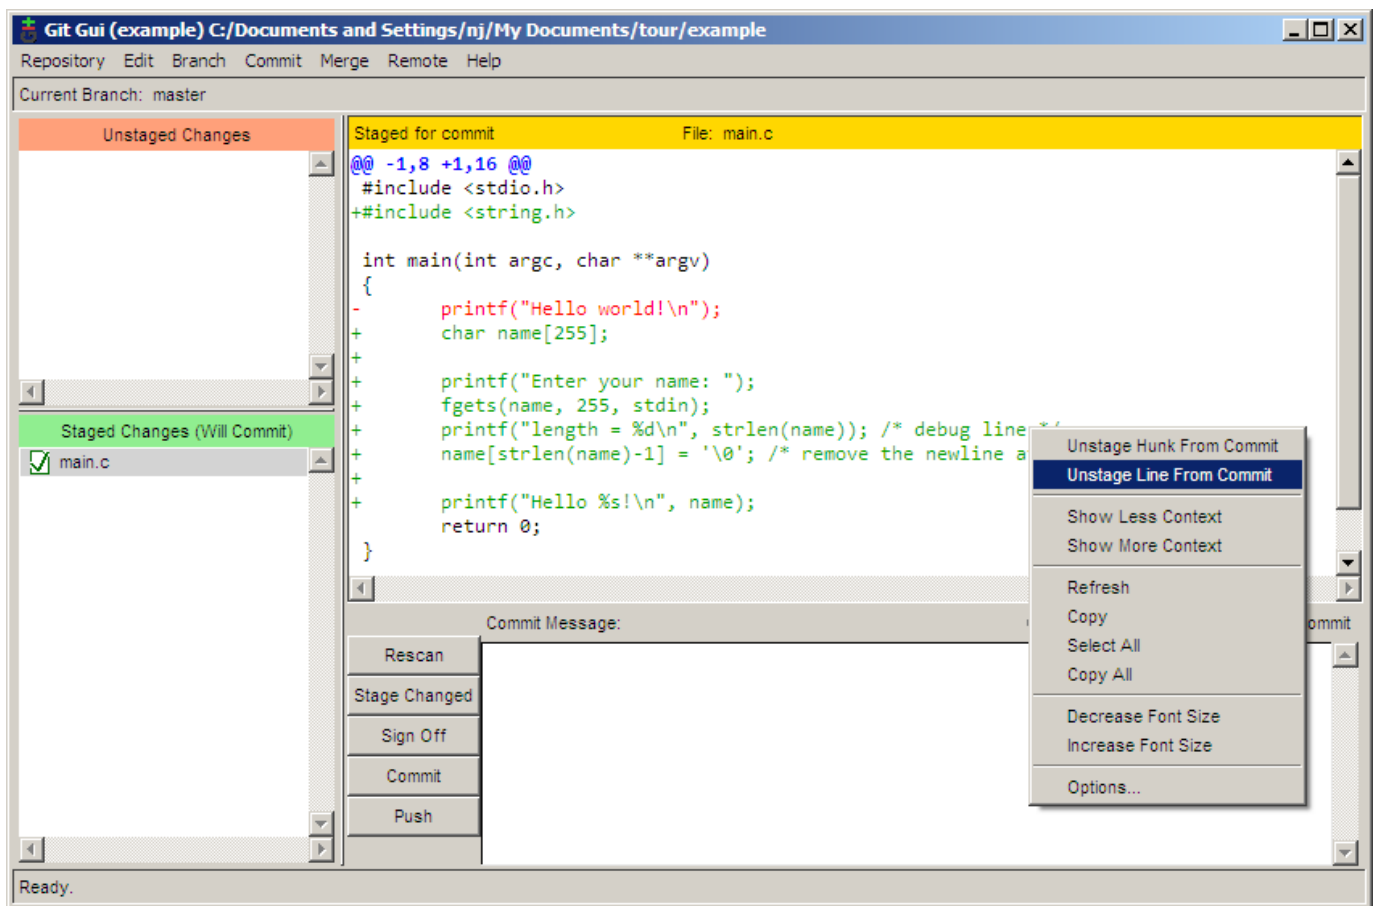 Git Gui (example) C:/Documents and Settings/nj/My Documents/tour/example
Repository Edit Branch Commit Merge Remote Help
Current Branch: master
Unstaged Changes
Staged for commit File: main.c
@@ -1,8 +1,16 @@
 #include <stdio.h>
+#include <string.h>
 int main(int argc, char **argv)
 {
-       printf("Hello world!\n");
+       char name[255];
+
+       printf("Enter your name: ");
+       fgets(name, 255, stdin);
+       printf("length = %d\n", strlen(name)); /* debug line */
+       name[strlen(name)-1] = '\0'; /* remove the newline a
+
+       printf("Hello %s!\n", name);
        return 0;
 }
Staged Changes (Will Commit)
main.c
Unstage Hunk From Commit
Unstage Line From Commit
Show Less Context
Show More Context
Refresh
Copy
Select All
Copy All
Decrease Font Size
Increase Font Size
Options...
Commit Message: ommit
Rescan
Stage Changed
Sign Off
Commit
Push
Ready.